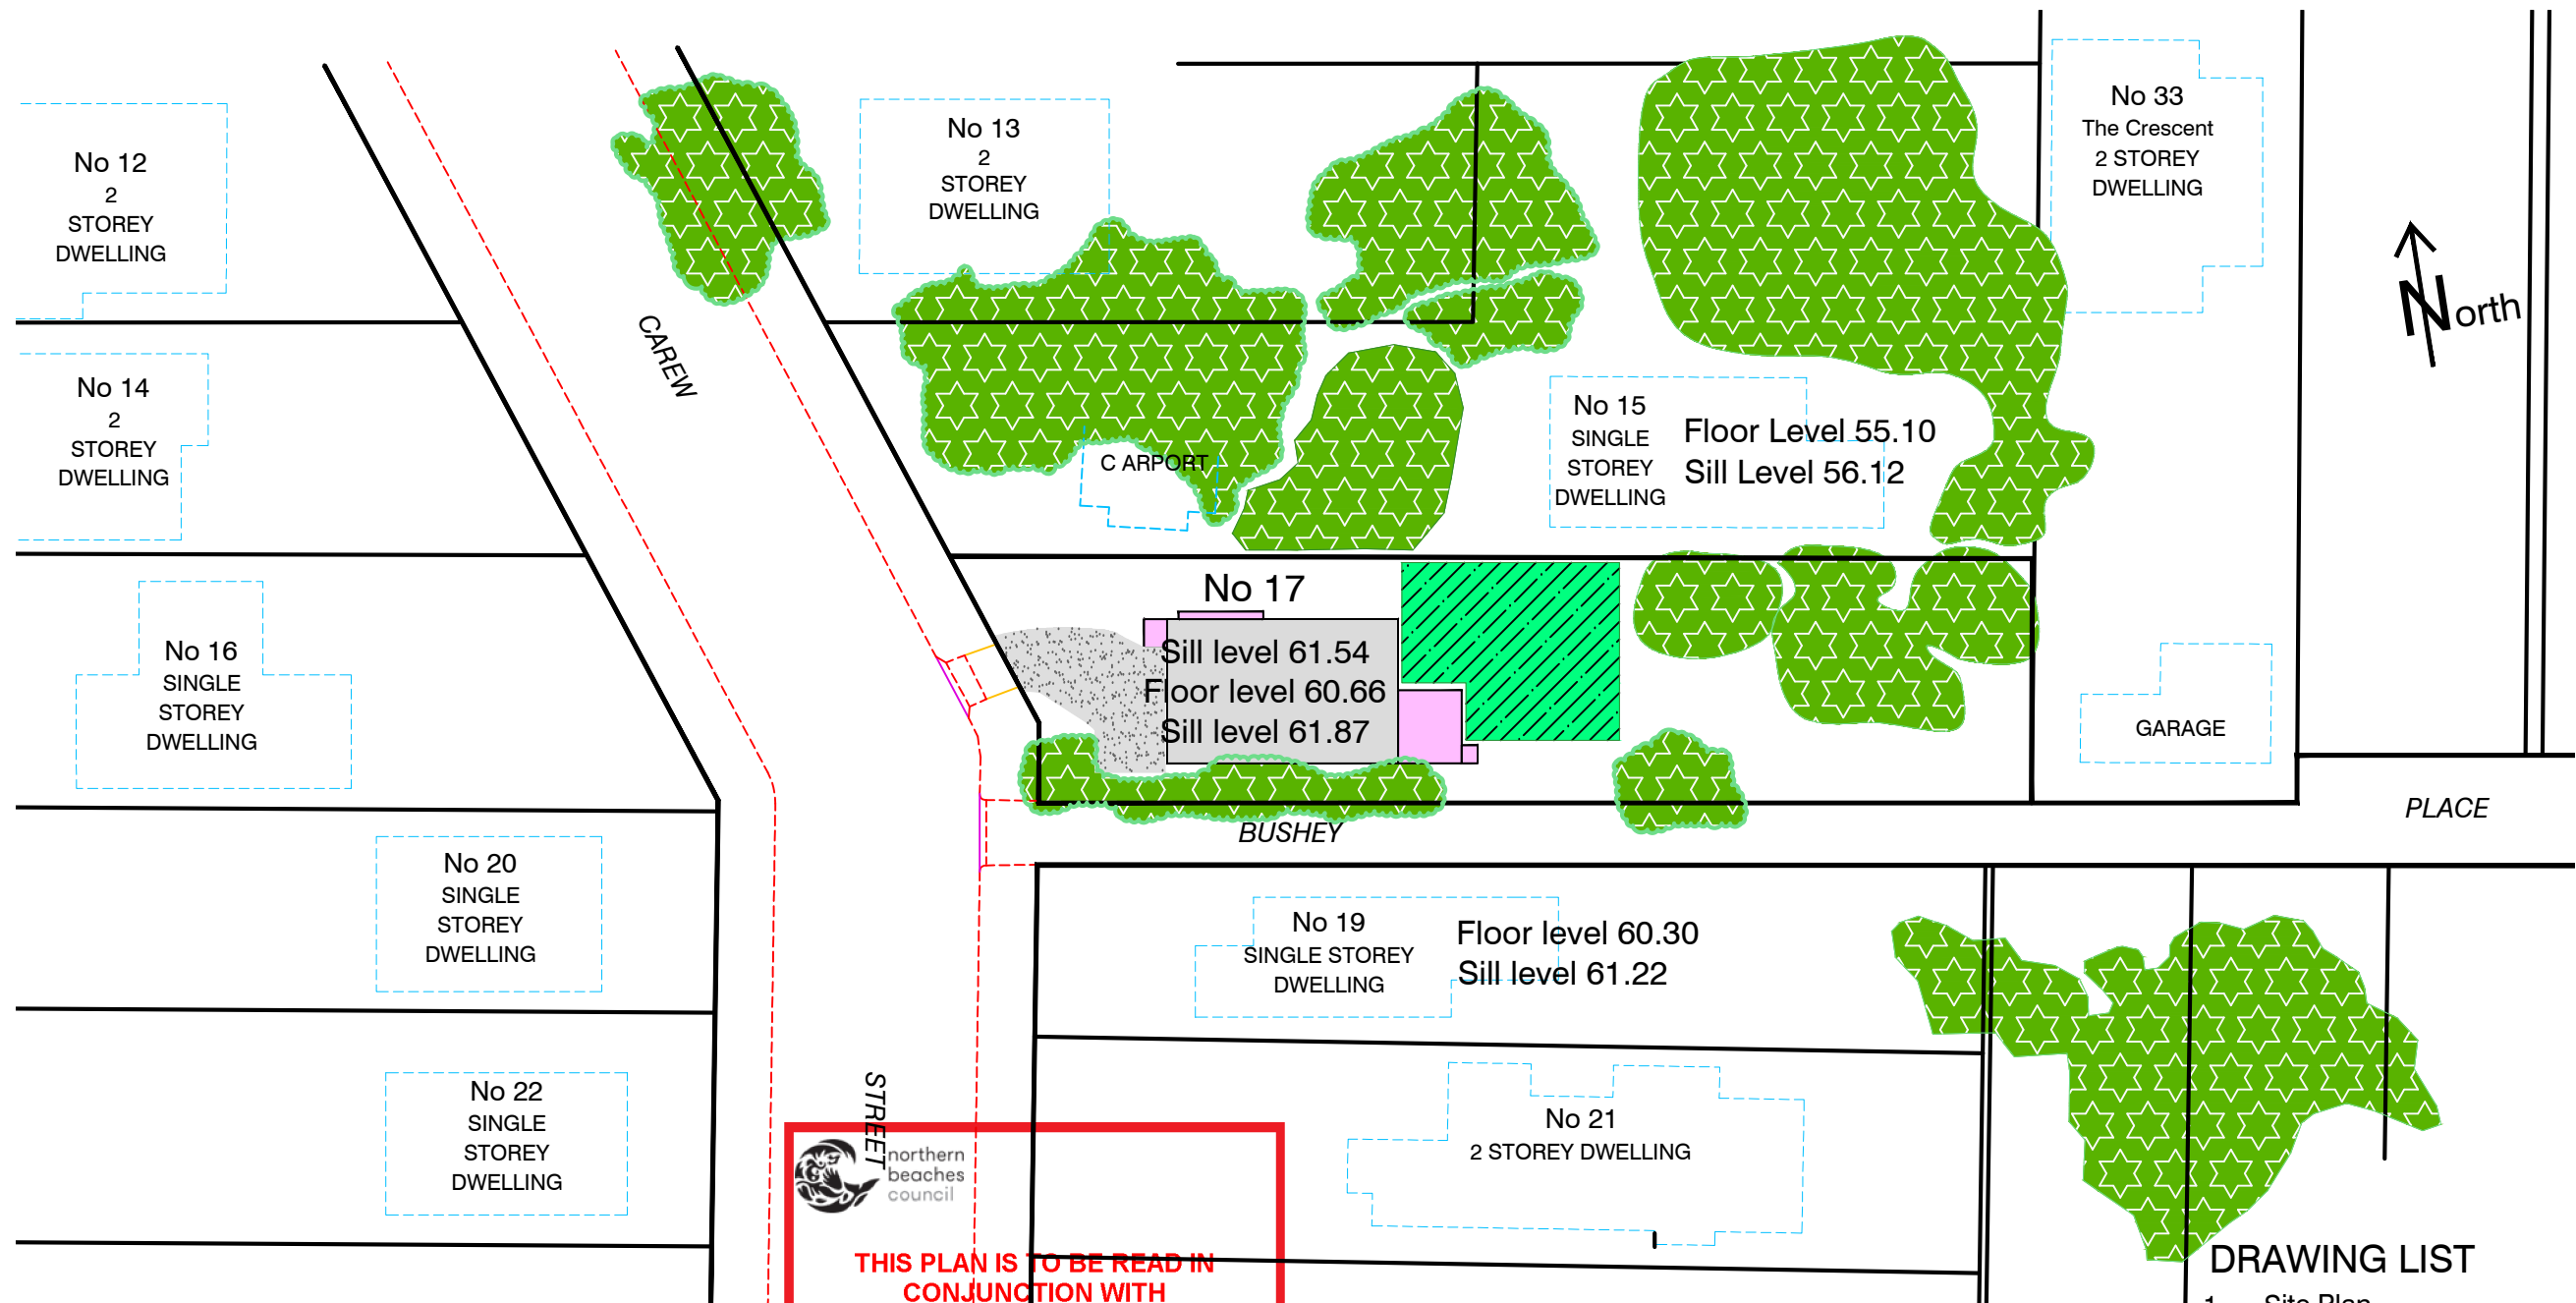 No 12
2
STOREY
DWELLING
No 13
2
STOREY
DWELLING
No 33
The Crescent
2 STOREY
DWELLING
North
CAREW
No 14
2
STOREY
DWELLING
C ARPORT
No 15
SINGLE
STOREY
DWELLING
Floor Level 55.10
Sill Level 56.12
No 17
Sill level 61.54
Floor level 60.66
Sill level 61.87
No 16
SINGLE
STOREY
DWELLING
GARAGE
PLACE
BUSHEY
No 20
SINGLE
STOREY
DWELLING
No 19
SINGLE STOREY
DWELLING
Floor level 60.30
Sill level 61.22
No 22
SINGLE
STOREY
DWELLING
STREET
No 21
2 STOREY DWELLING
northern
beaches
council
THIS PLAN IS TO BE READ IN
CONJUNCTION WITH
DRAWING LIST
1 Site Plan